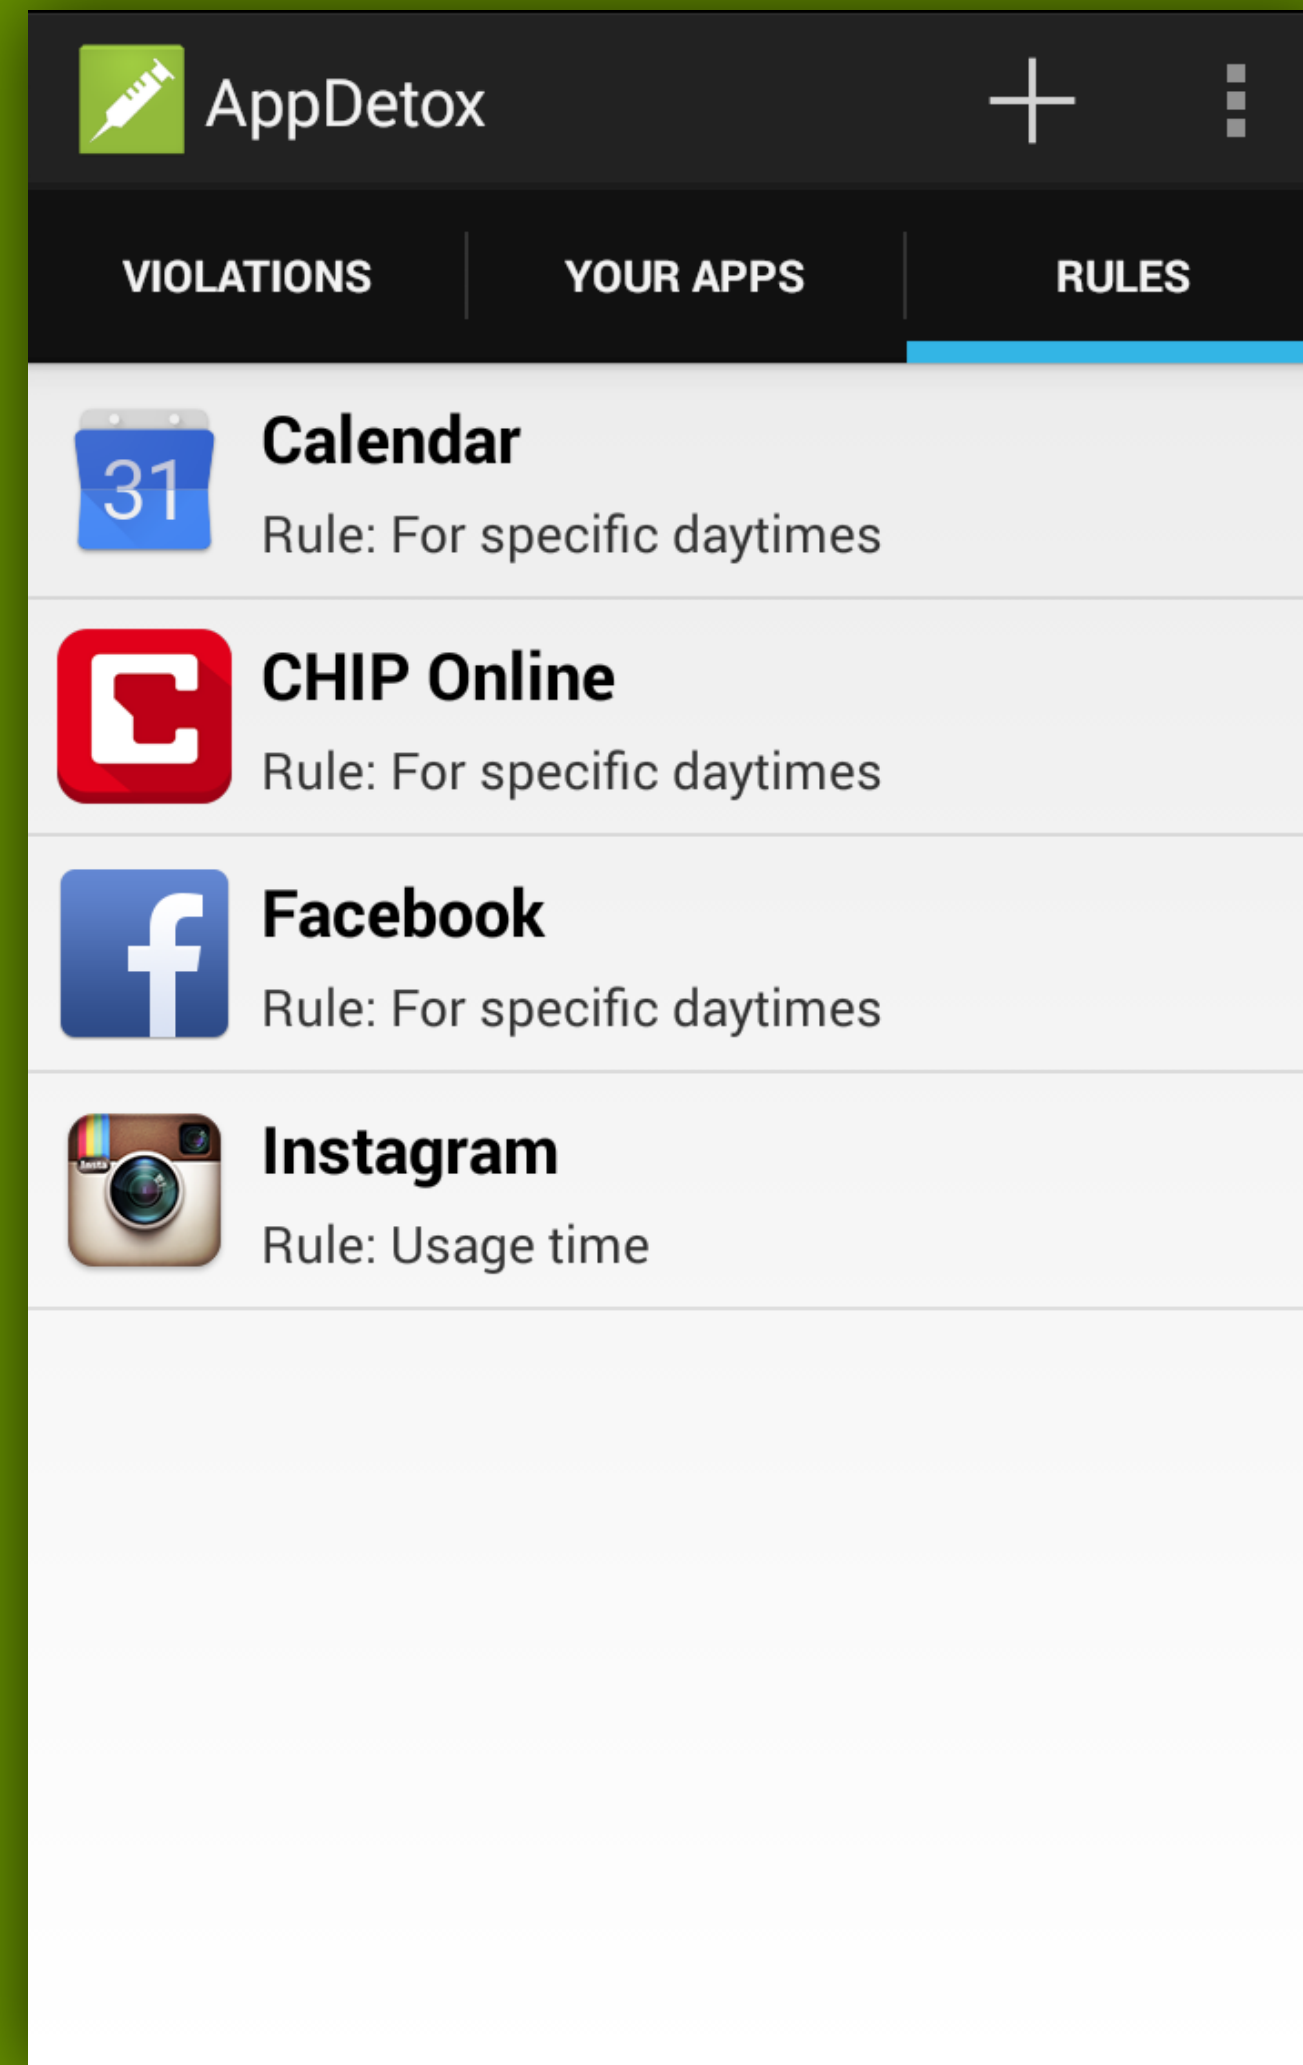 AppDetox
VIOLATIONS
YOUR APPS
RULES
31
Calendar
Rule: For specific daytimes
CHIP Online
Rule: For specific daytimes
f
Facebook
Rule: For specific daytimes
Insta
Instagram
Rule: Usage time